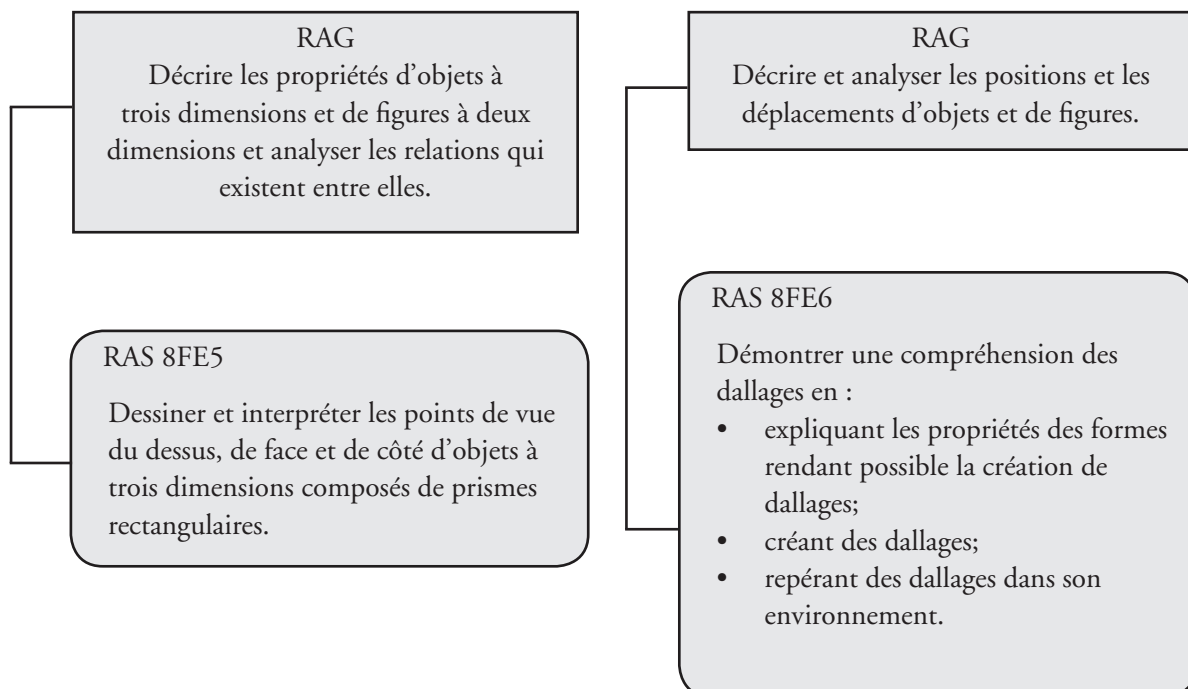 RAG
Décrire les propriétés d’objets à
trois dimensions et de figures à deux
dimensions et analyser les relations qui
existent entre elles.
RAS 8FE5
Dessiner et interpréter les points de vue
du dessus, de face et de côté d’objets à
trois dimensions composés de prismes
rectangulaires.
RAG
Décrire et analyser les positions et les
déplacements d’objets et de figures.
RAS 8FE6
Démontrer une compréhension des
dallages en :
• expliquant les propriétés des formes
rendant possible la création de
dallages;
• créant des dallages;
• repérant des dallages dans son
environnement.